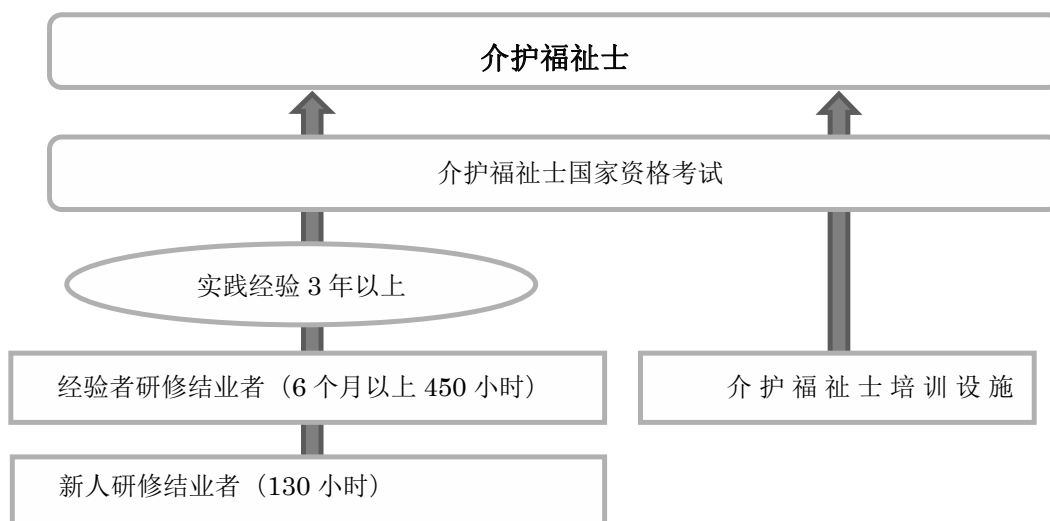 介护福祉士
介护福祉士国家资格考试
实践经验 3 年以上
经验者研修结业者（6 个月以上 450 小时）
介护福祉士培训设施
新人研修结业者（130 小时）